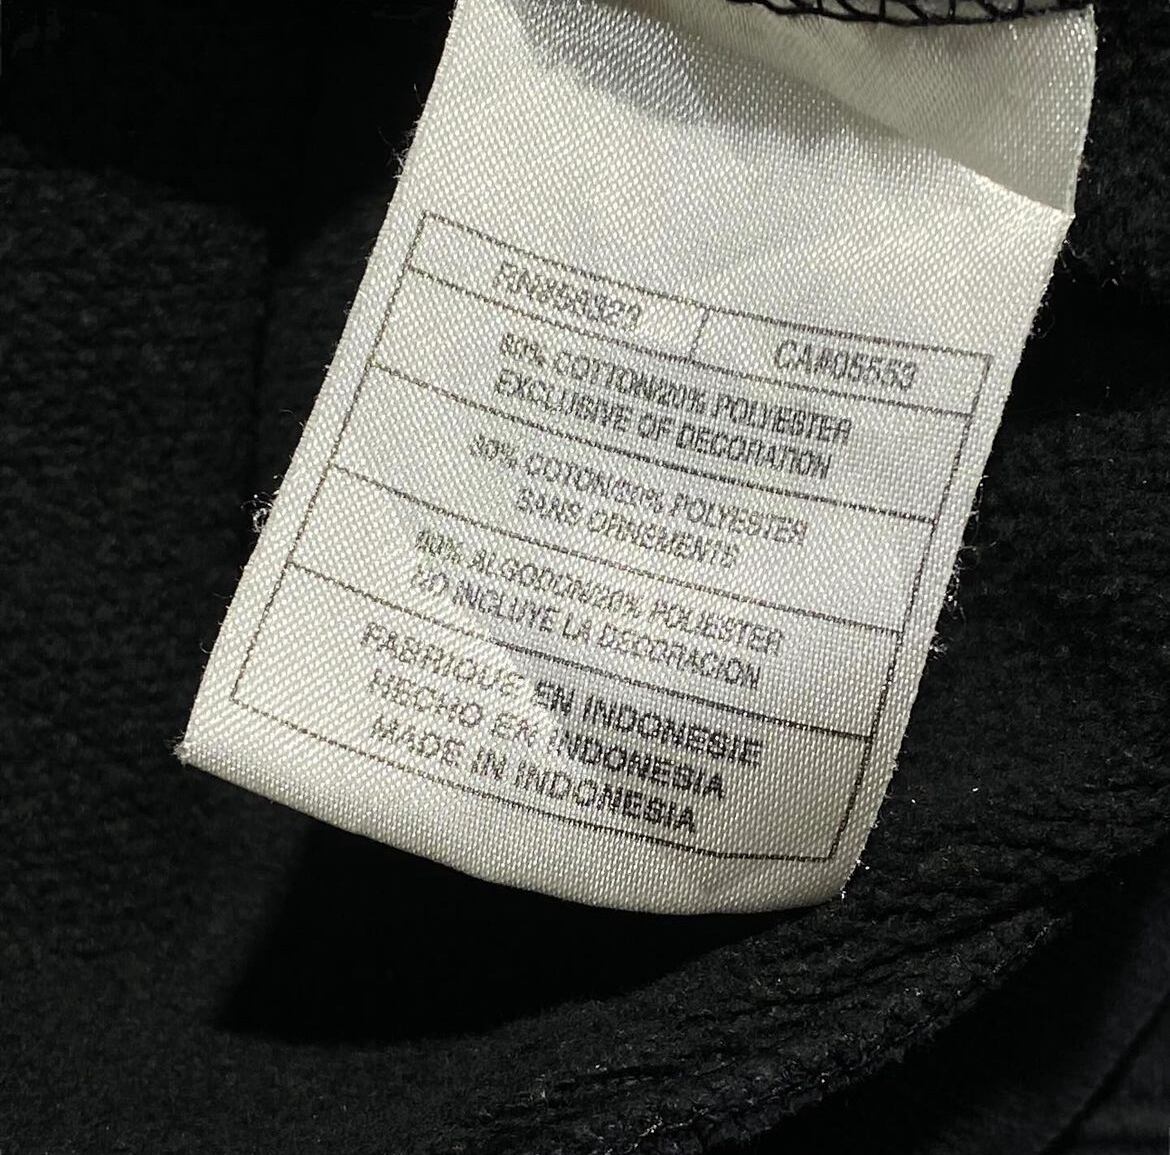 CA#05553
80% COTTON/20% POLYESTER
EXCLUSIVE OF DECORATION
80% COTON/20% POLYESTER
SANS ORNEMENTS
80% ALGODON/20% POLIESTER
NO INCLUYE LA DECORACION
FABRIQUE EN INDONESIE
HECHO EN INDONESIA
MADE IN INDONESIA